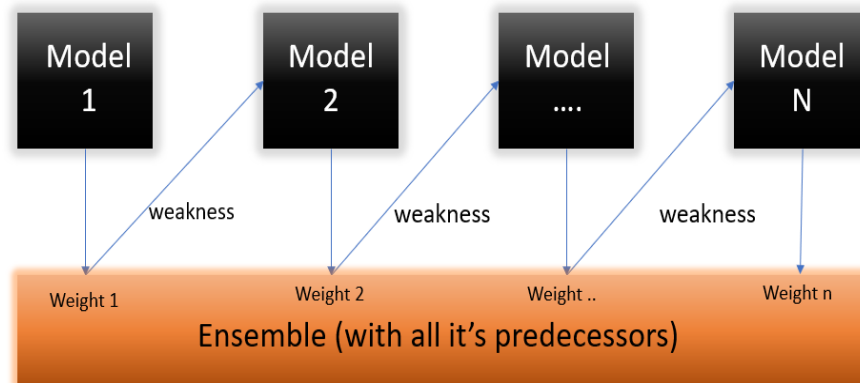 Model
1
Model
2
Model
....
Model
N
weakness
weakness
weakness
Weight 1
Weight 2
Weight ..
Weight n
Ensemble (with all it's predecessors)